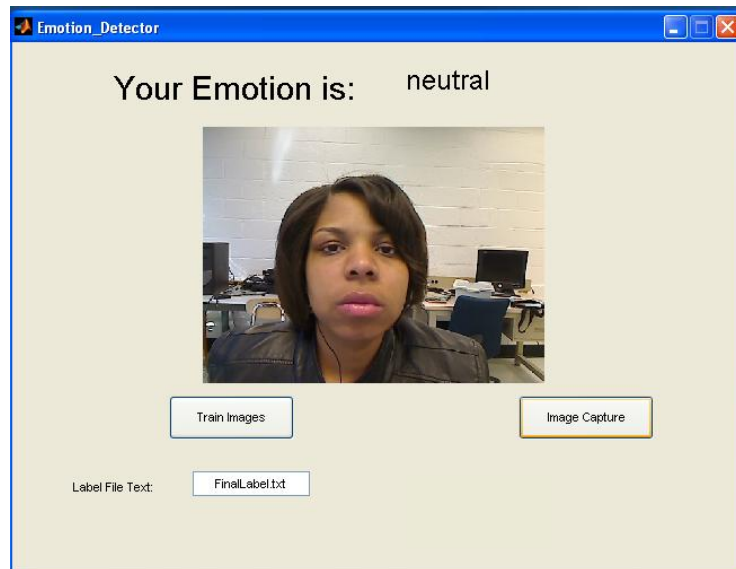 Emotion_Detector
Your Emotion is: neutral
Train Images
Image Capture
Label File Text: FinalLabel.txt